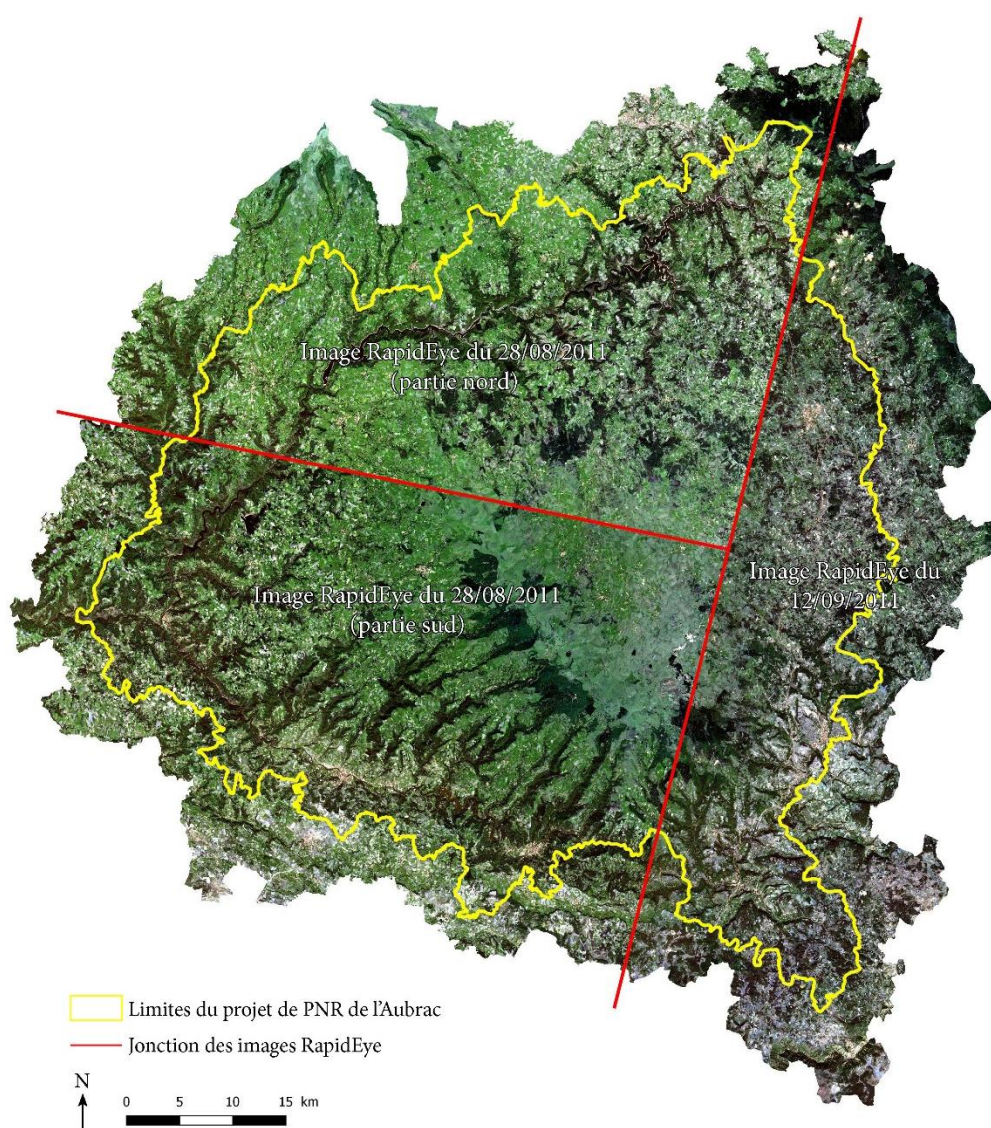 Image RapidEye du 28/08/2011
(partie nord)
Image RapidEye du
12/09/2011
Image RapidEye du 28/08/2011
(partie sud)
Limites du projet de PNR de l'Aubrac
Jonction des images RapidEye
N
0 5 10 15 km